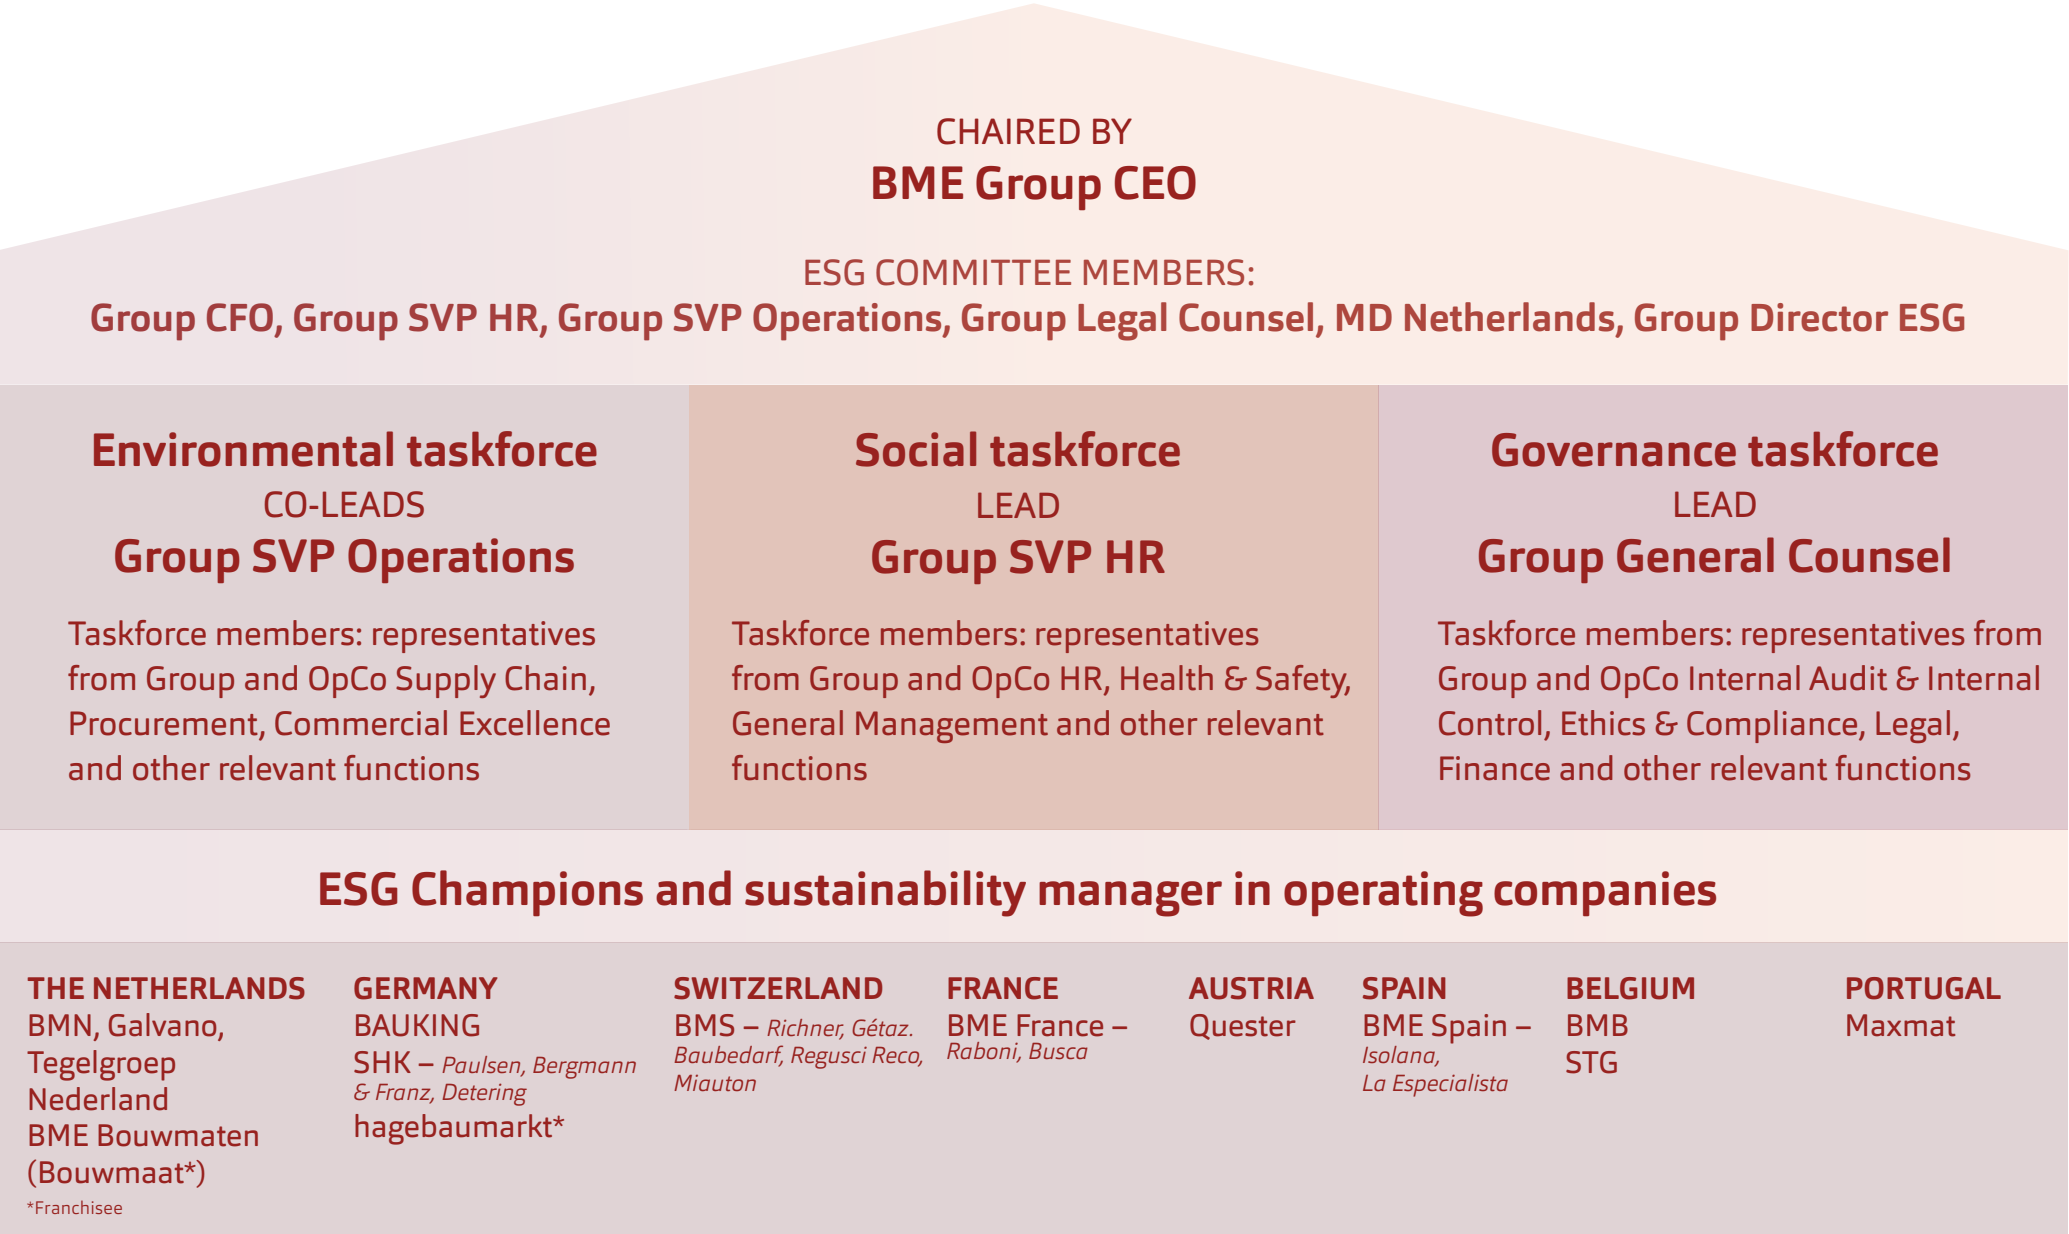 CHAIRED BY
BME Group CEO
ESG COMMITTEE MEMBERS:
Group CFO, Group SVP HR, Group SVP Operations, Group Legal Counsel, MD Netherlands, Group Director ESG
Environmental taskforce
CO-LEADS
Group SVP Operations
Taskforce members: representatives
from Group and OpCo Supply Chain,
Procurement, Commercial Excellence
and other relevant functions
Social taskforce
LEAD
Group SVP HR
Taskforce members: representatives
from Group and OpCo HR, Health & Safety,
General Management and other relevant
functions
Governance taskforce
LEAD
Group General Counsel
Taskforce members: representatives from
Group and OpCo Internal Audit & Internal
Control, Ethics & Compliance, Legal,
Finance and other relevant functions
ESG Champions and sustainability manager in operating companies
THE NETHERLANDS
BMN, Galvano,
Tegelgroep
Nederland
BME Bouwmaten
(Bouwmaat*)
*Franchisee
GERMANY
BAUKING
SHK – Paulsen, Bergmann
& Franz, Detering
hagebaumarkt*
SWITZERLAND
BMS – Richner, Gétaz.
Baubedarf, Regusci Reco,
Miauton
FRANCE
BME France –
Raboni, Busca
AUSTRIA
Quester
SPAIN
BME Spain –
Isolana,
La Especialista
BELGIUM
BMB
STG
PORTUGAL
Maxmat